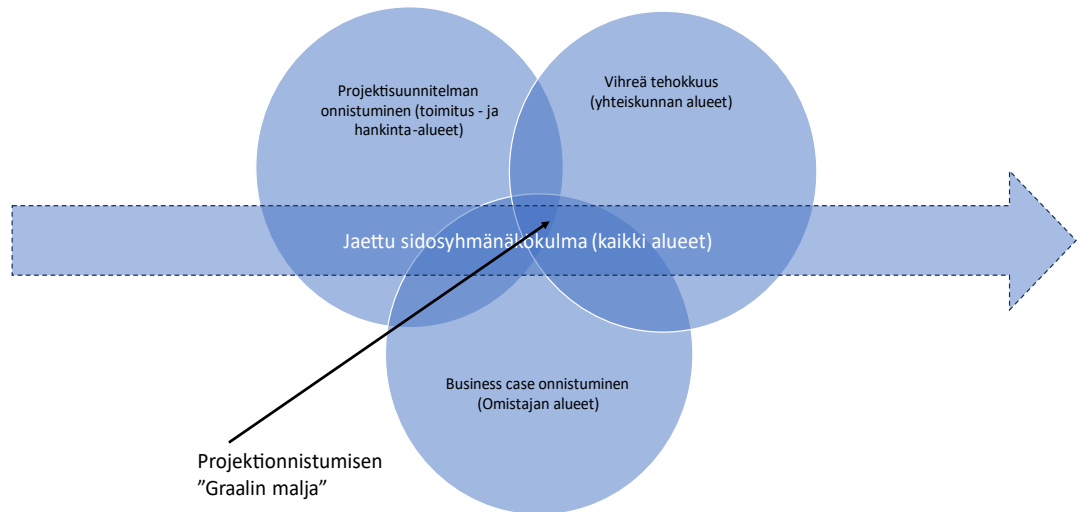 Projektisuunnitelman
onnistuminen (toimitus - ja
hankinta-alueet)
Vihreä tehokkuus
(yhteiskunnan alueet)
Jaettu sidosyhmänäkökulma (kaikki alueet)
Business case onnistuminen
(Omistajan alueet)
Projektionnistumisen
”Graalin malja”